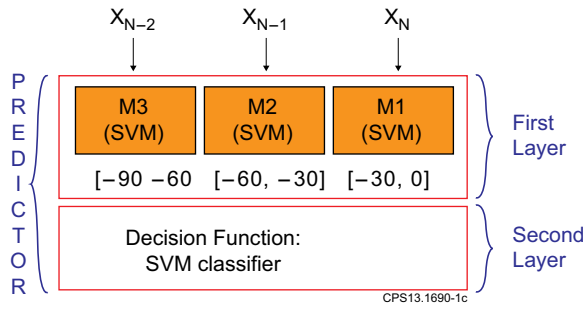 X_{N–2} X_{N–1} X_N
PREDICTOR
M3 M2 M1
(SVM) (SVM) (SVM)
[–90 –60 [–60, –30] [–30, 0]
First
Layer
Decision Function:
SVM classifier
Second
Layer
CPS13.1690-1c